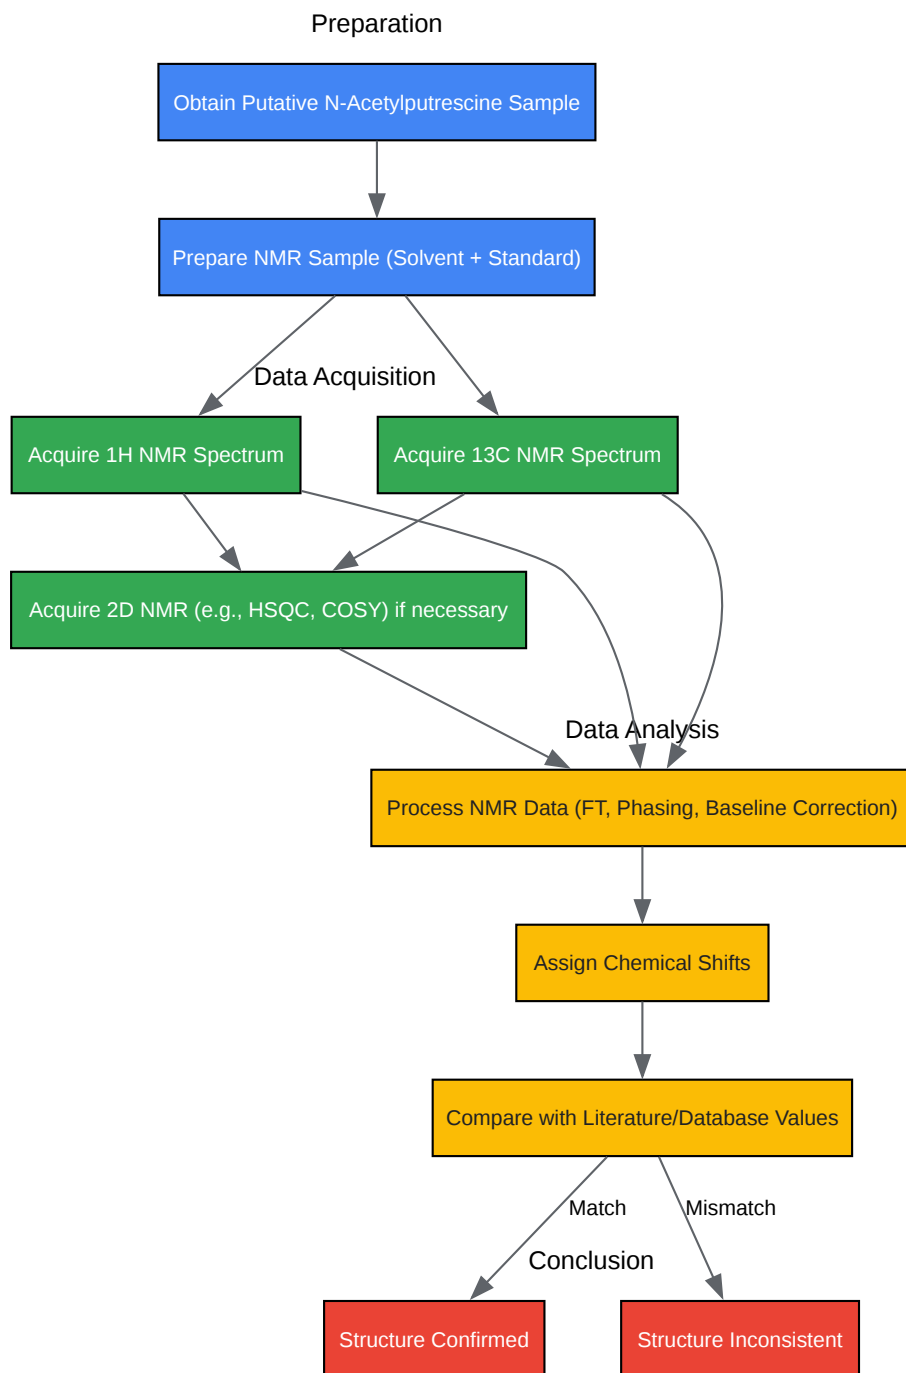 Preparation
Obtain Putative N-Acetylputrescine Sample
Prepare NMR Sample (Solvent + Standard)
Data Acquisition
Acquire 1H NMR Spectrum
Acquire 13C NMR Spectrum
Acquire 2D NMR (e.g., HSQC, COSY) if necessary
Data Analysis
Process NMR Data (FT, Phasing, Baseline Correction)
Assign Chemical Shifts
Compare with Literature/Database Values
Match
Mismatch
Conclusion
Structure Confirmed
Structure Inconsistent